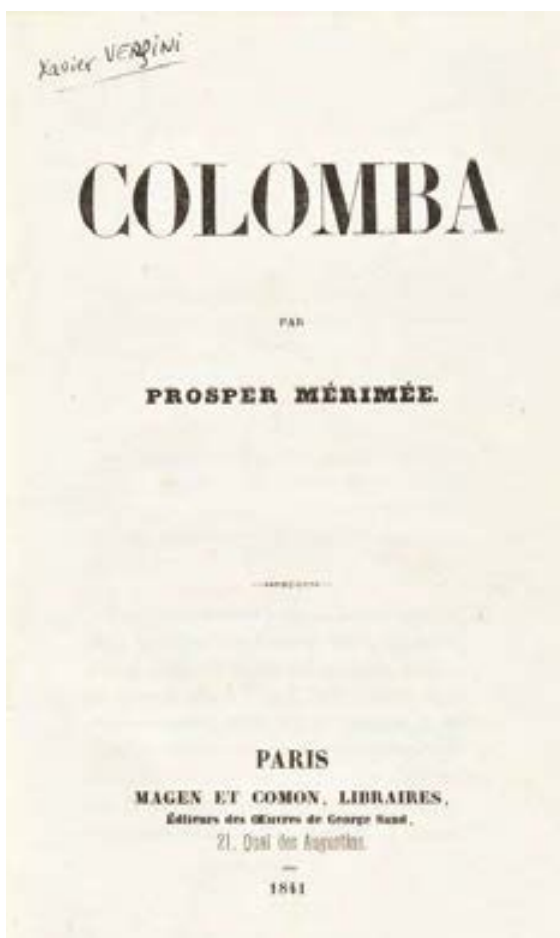 Xavier VERGINI
COLOMBA
PAR
PROSPER MÉRIMÉE.
PARIS
MAGEN ET COMON, LIBRAIRES,
Éditeurs des Œuvres de George Sand,
21. Quai des Augustins.
1841